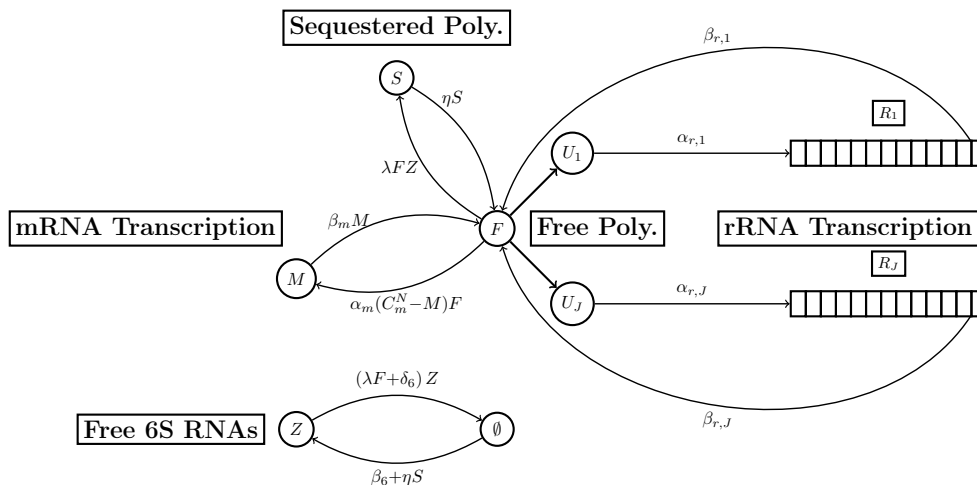 Sequestered Poly.
β_{r,1}
S
ηS
R_1
U_1
α_{r,1}
λFZ
mRNA Transcription
β_m M
F
Free Poly.
rRNA Transcription
M
R_J
α_m(C_m^N−M)F
U_J
α_{r,J}
(λF+δ_6) Z
β_{r,J}
Free 6S RNAs
Z
∅
β_6+ηS